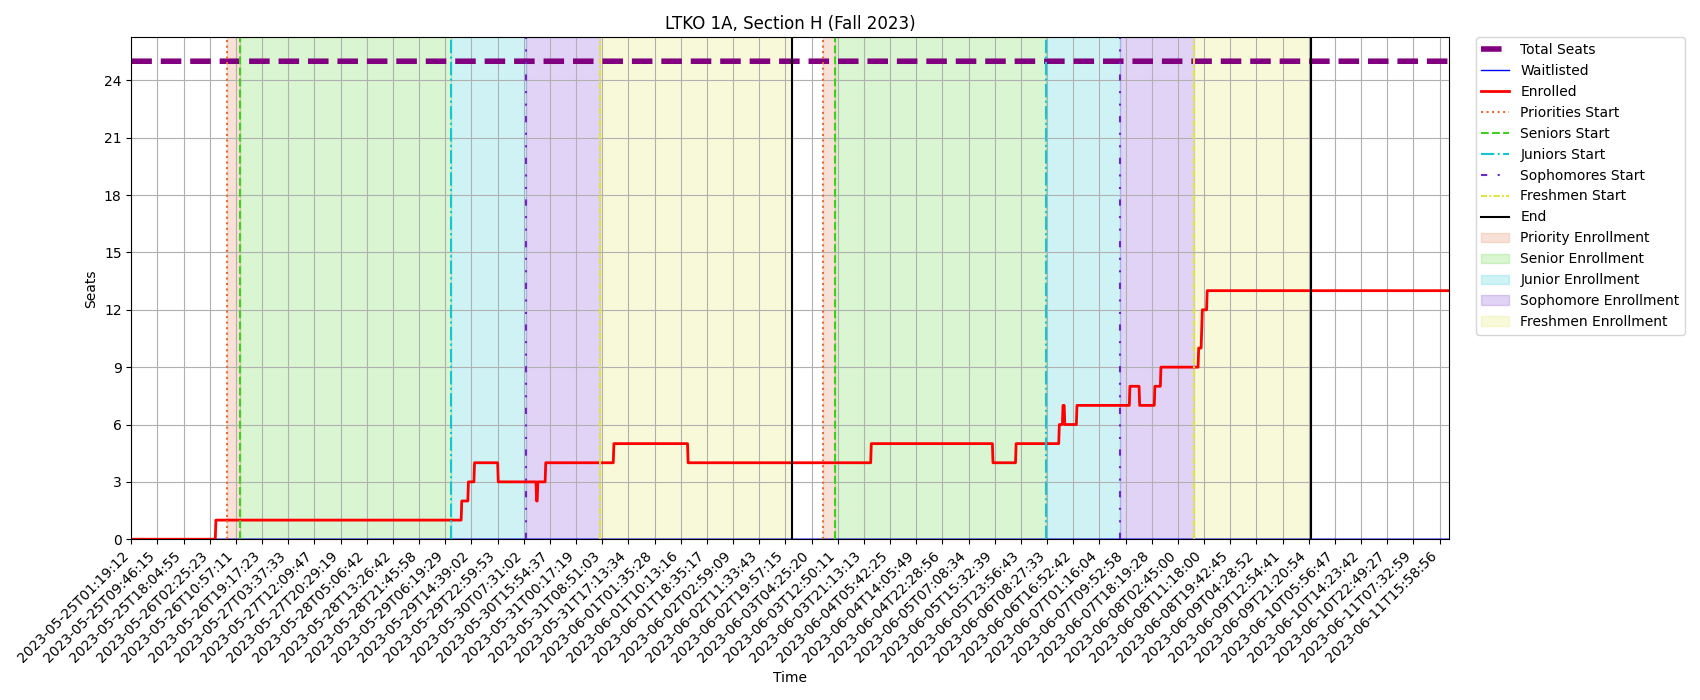 LTKO 1A, Section H (Fall 2023)
Seats
24
21
18
15
12
9
6
3
0
2023-05-25T01:19:12
2023-05-25T09:46:15
2023-05-25T18:04:55
2023-05-26T02:25:23
2023-05-26T10:57:11
2023-05-26T19:17:23
2023-05-27T03:37:33
2023-05-27T12:09:47
2023-05-27T20:29:19
2023-05-28T05:06:42
2023-05-28T13:26:42
2023-05-28T21:45:58
2023-05-29T06:19:29
2023-05-29T14:39:02
2023-05-29T22:59:53
2023-05-30T07:31:02
2023-05-30T15:54:37
2023-05-31T00:17:19
2023-05-31T08:51:03
2023-05-31T17:13:34
2023-06-01T01:35:28
2023-06-01T10:13:16
2023-06-01T18:35:17
2023-06-02T02:59:09
2023-06-02T11:33:43
2023-06-02T19:57:15
2023-06-03T04:25:20
2023-06-03T12:50:11
2023-06-03T21:13:13
2023-06-04T05:42:25
2023-06-04T14:05:49
2023-06-04T22:28:56
2023-06-05T07:08:34
2023-06-05T15:32:39
2023-06-05T23:56:43
2023-06-06T08:27:33
2023-06-06T16:52:42
2023-06-07T01:16:04
2023-06-07T09:52:58
2023-06-07T18:19:28
2023-06-08T02:45:00
2023-06-08T11:18:00
2023-06-08T19:42:45
2023-06-09T04:28:52
2023-06-09T12:54:41
2023-06-09T21:20:54
2023-06-10T05:56:47
2023-06-10T14:23:42
2023-06-10T22:49:27
2023-06-11T07:32:59
2023-06-11T15:58:56
Time
Total Seats
Waitlisted
Enrolled
Priorities Start
Seniors Start
Juniors Start
Sophomores Start
Freshmen Start
End
Priority Enrollment
Senior Enrollment
Junior Enrollment
Sophomore Enrollment
Freshmen Enrollment